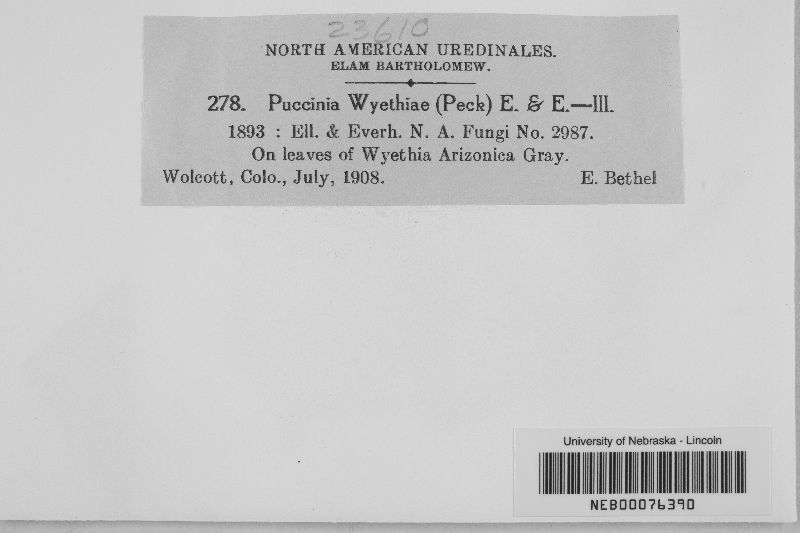 23610
NORTH AMERICAN UREDINALES.
ELAM BARTHOLOMEW.
278. Puccinia Wyethiae (Peck) E. & E.—III.
1893 : Ell. & Everh. N. A. Fungi No. 2987.
On leaves of Wyethia Arizonica Gray.
Wolcott, Colo., July, 1908. E. Bethel
University of Nebraska - Lincoln
NEB00076390